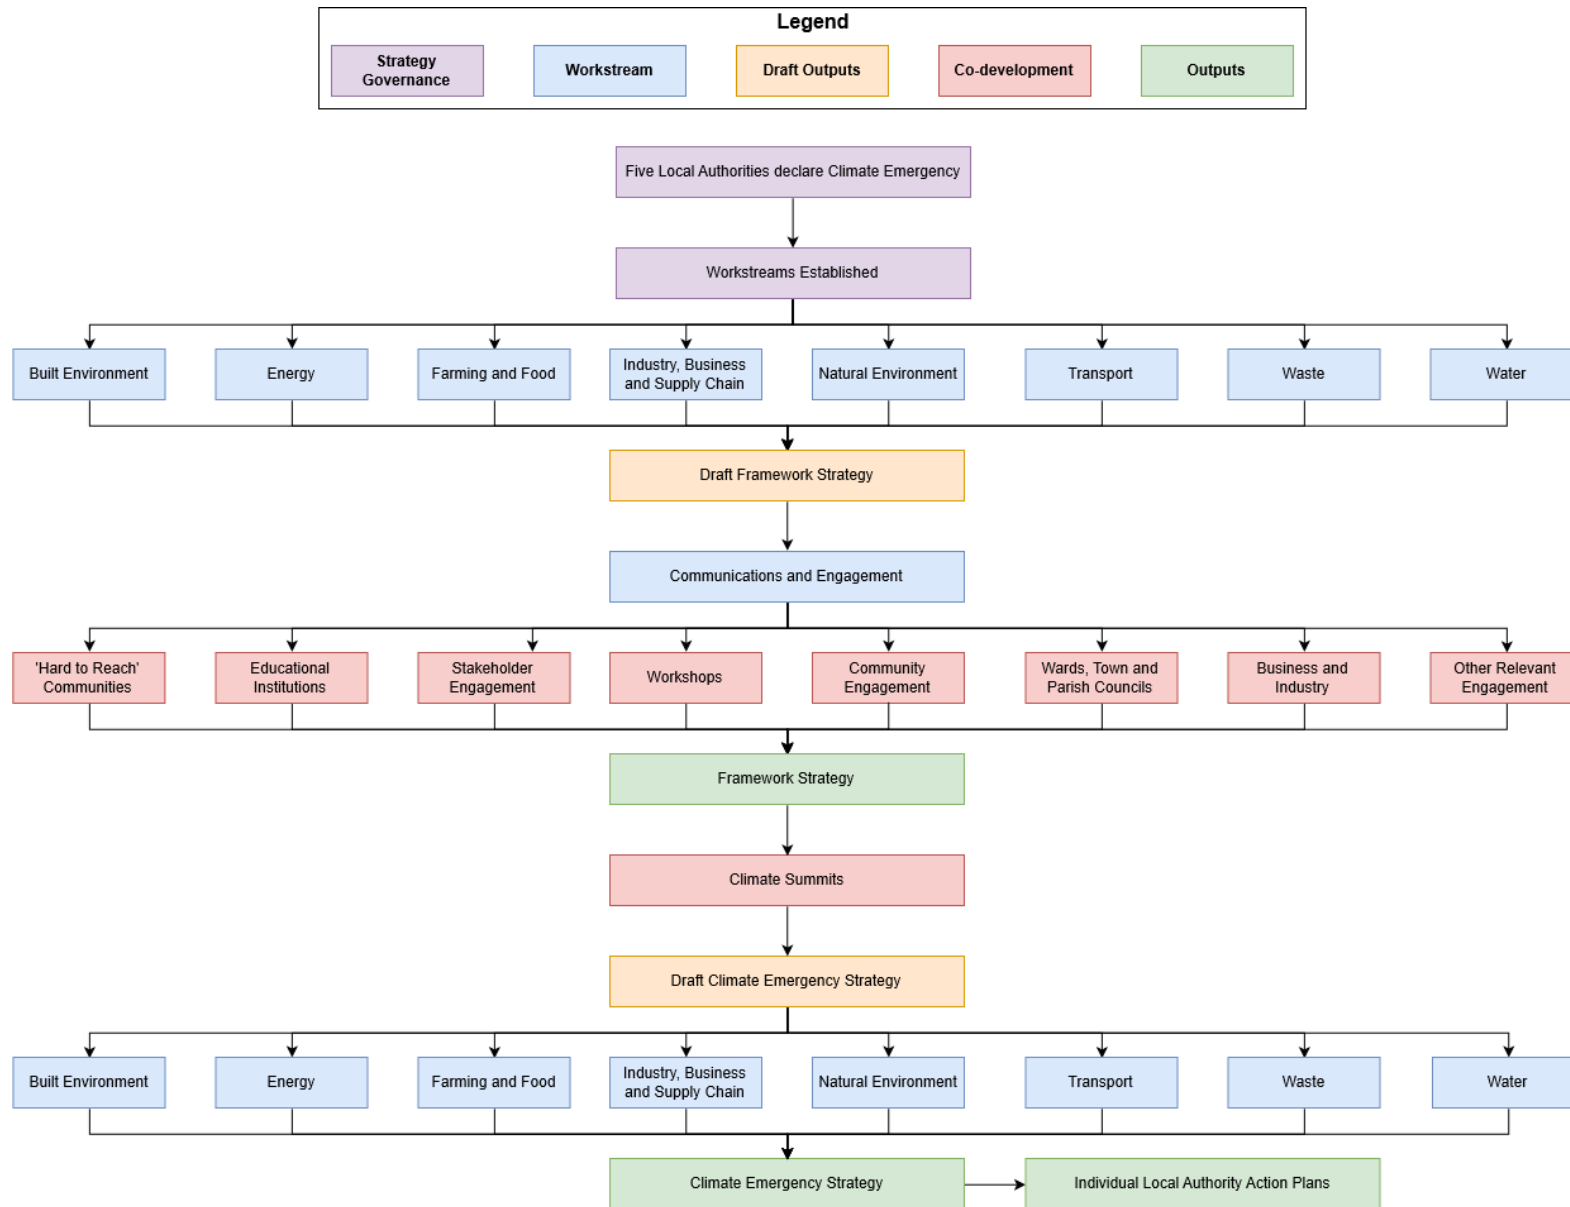 Legend
Strategy
Governance
Workstream
Draft Outputs
Co-development
Outputs
Five Local Authorities declare Climate Emergency
Workstreams Established
Built Environment
Energy
Farming and Food
Industry, Business
and Supply Chain
Natural Environment
Transport
Waste
Water
Draft Framework Strategy
Communications and Engagement
'Hard to Reach'
Communities
Educational
Institutions
Stakeholder
Engagement
Workshops
Community
Engagement
Wards, Town and
Parish Councils
Business and
Industry
Other Relevant
Engagement
Framework Strategy
Climate Summits
Draft Climate Emergency Strategy
Built Environment
Energy
Farming and Food
Industry, Business
and Supply Chain
Natural Environment
Transport
Waste
Water
Climate Emergency Strategy
Individual Local Authority Action Plans